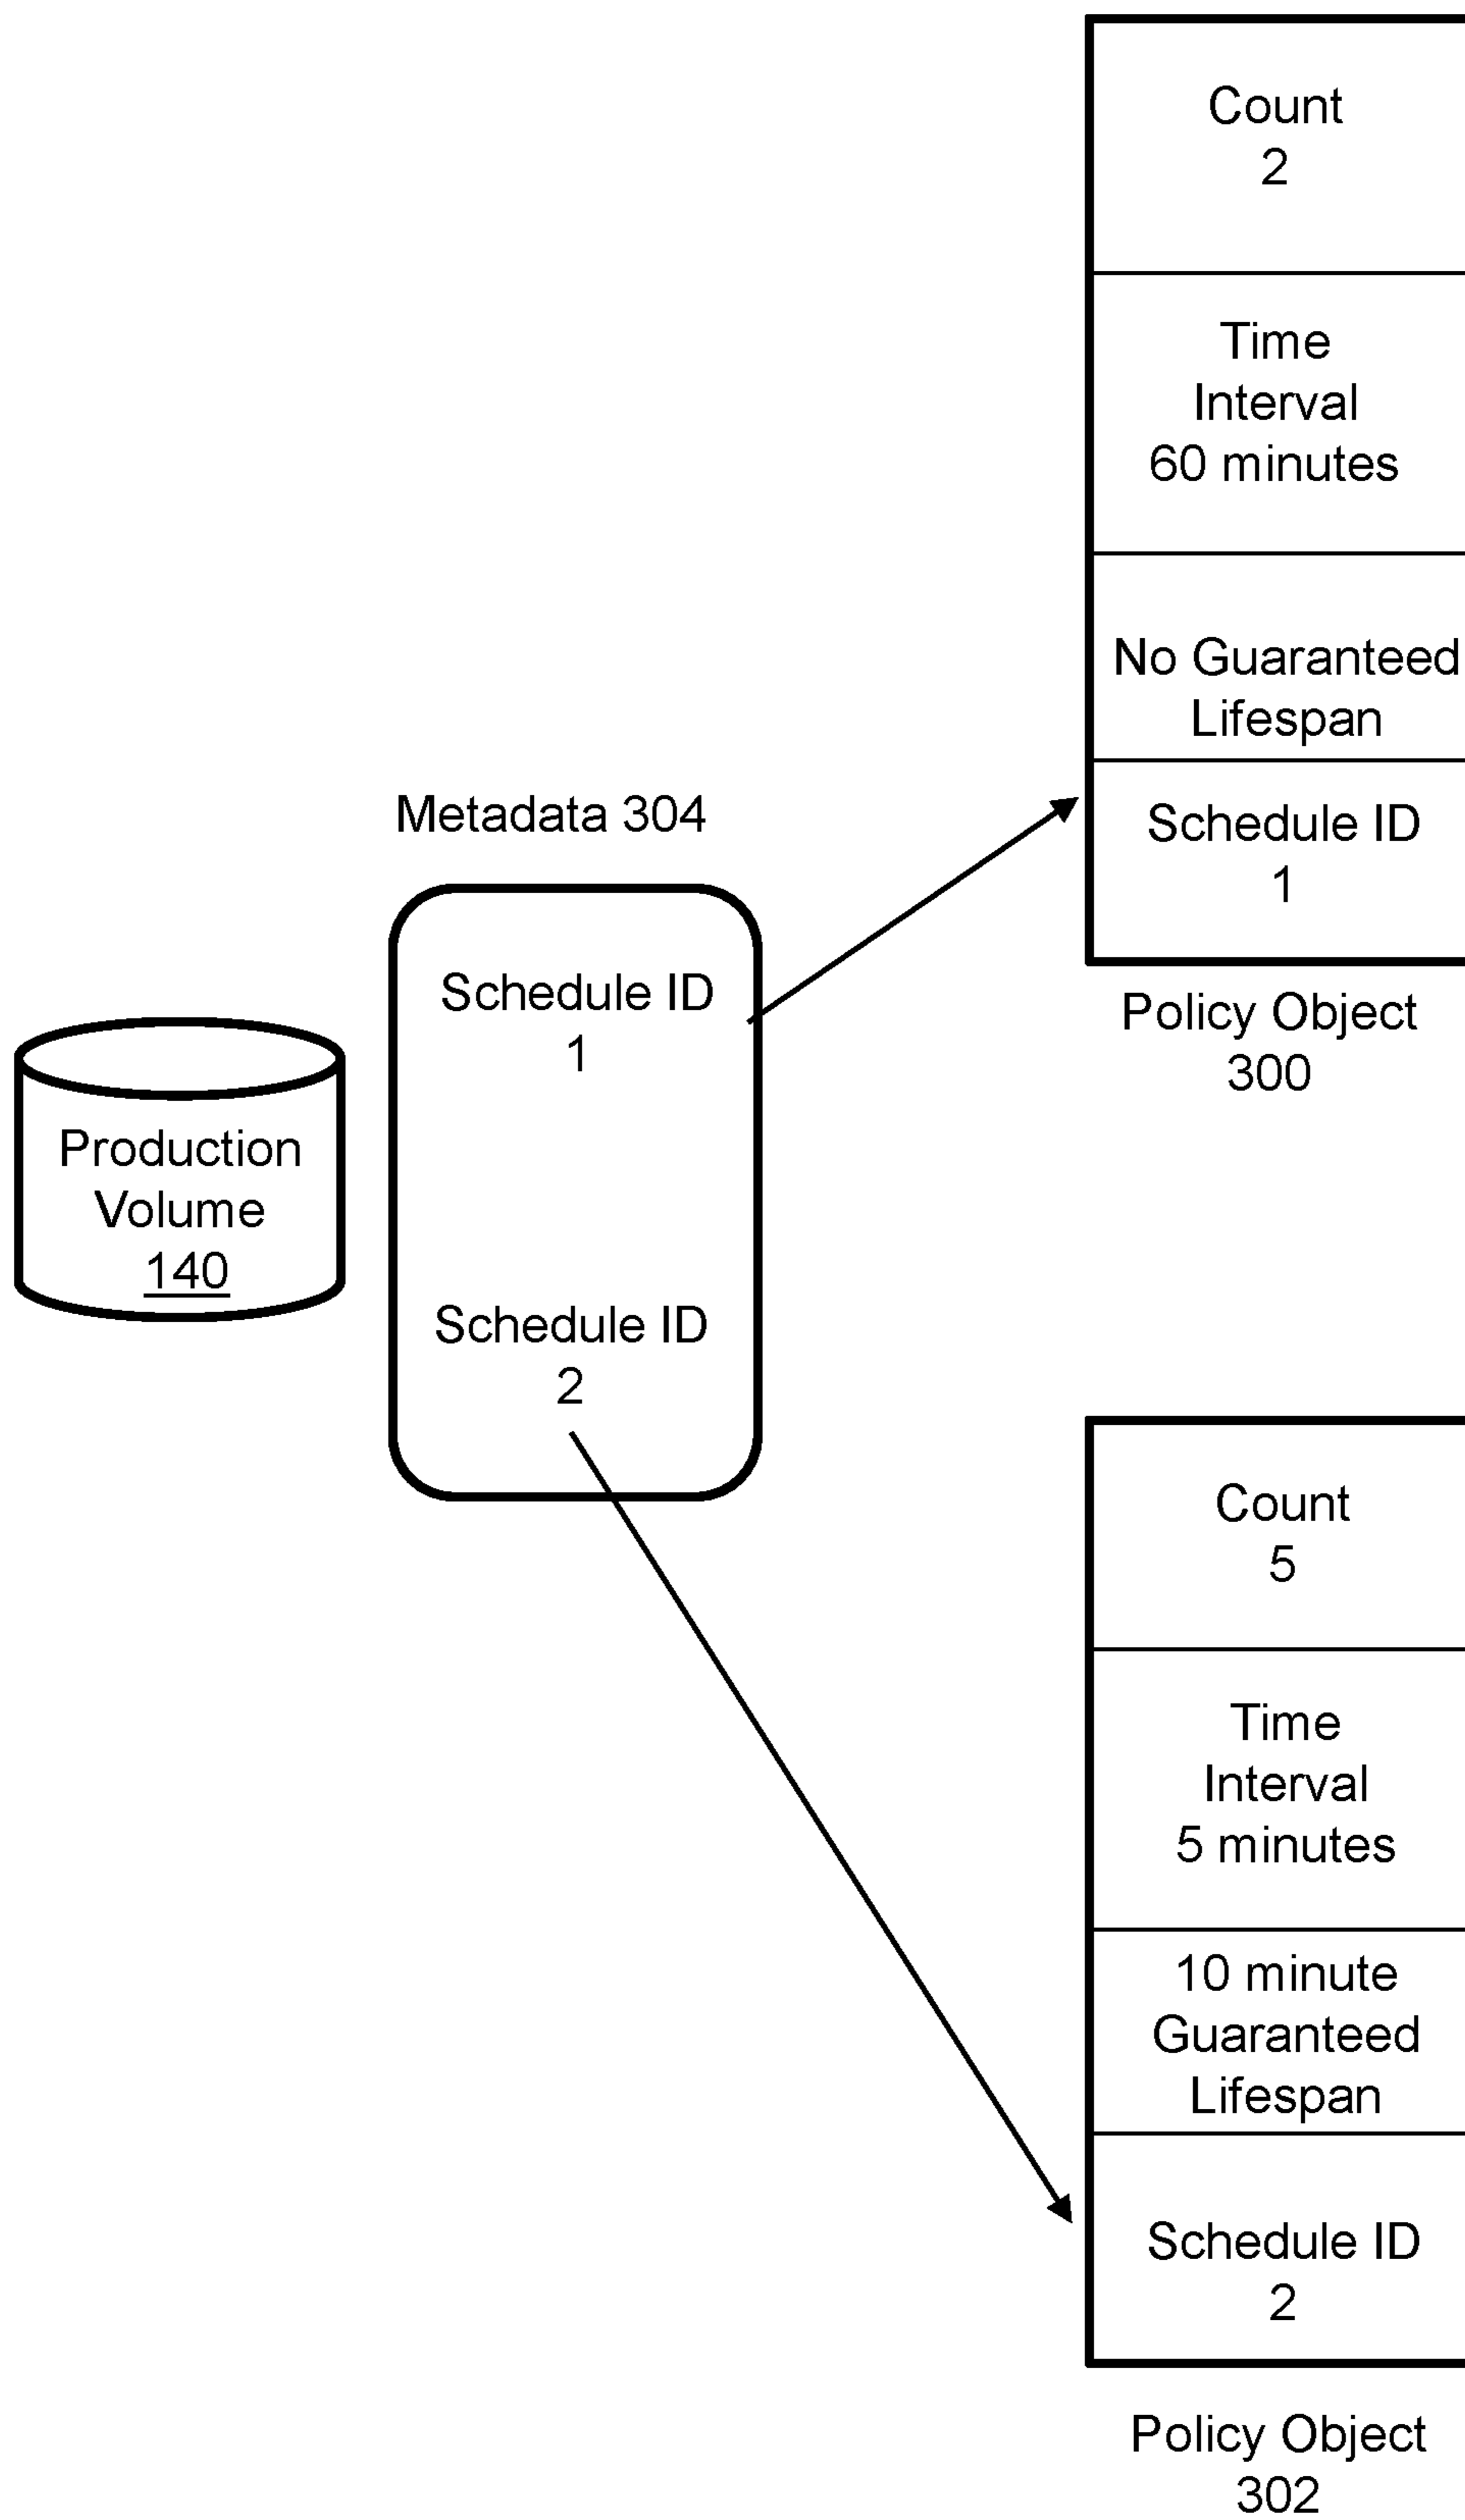 Production
Volume
140
Metadata 304
Schedule ID
1
Schedule ID
2
Count
2
Time
Interval
60 minutes
No Guaranteed
Lifespan
Schedule ID
1
Policy Object
300
Count
5
Time
Interval
5 minutes
10 minute
Guaranteed
Lifespan
Schedule ID
2
Policy Object
302